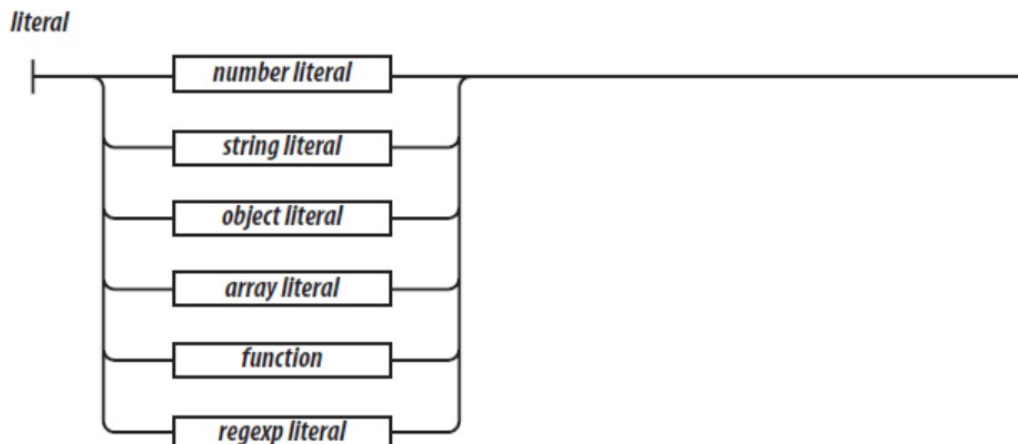 literal
number literal
string literal
object literal
array literal
function
regexp literal